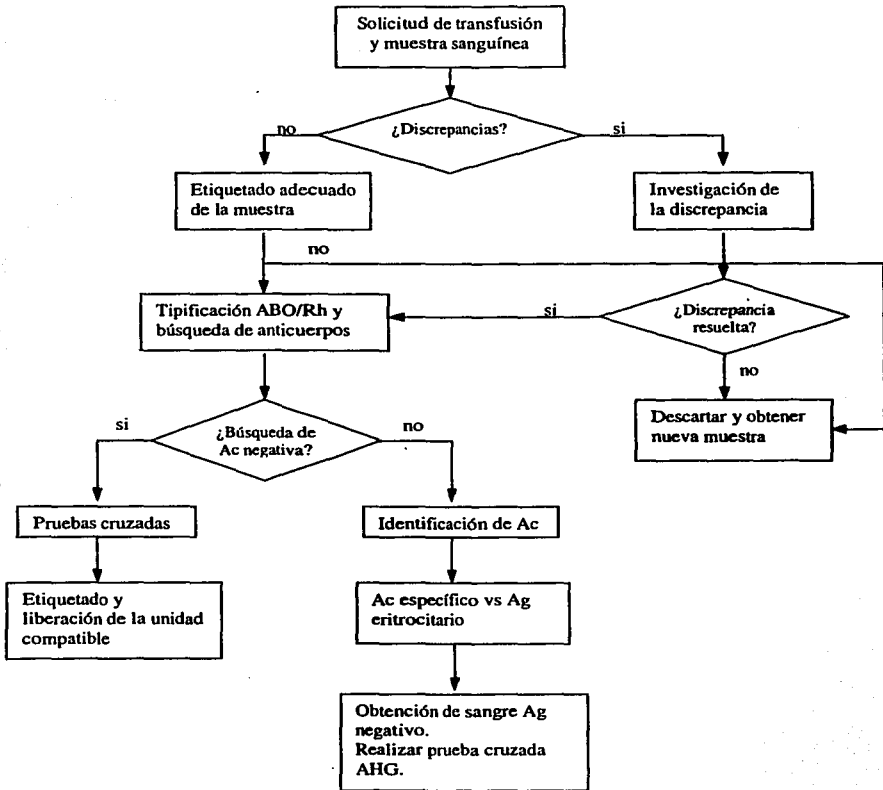 Solicitud de transfusión
y muestra sanguínea
¿Discrepancias?
no
si
Etiquetado adecuado
de la muestra
Investigación de
la discrepancia
no
Tipificación ABO/Rh y
búsqueda de anticuerpos
si
¿Discrepancia
resuelta?
no
Descartar y obtener
nueva muestra
si
¿Búsqueda de
Ac negativa?
no
Pruebas cruzadas
Identificación de Ac
Etiquetado y
liberación de la unidad
compatible
Ac específico vs Ag
eritrocitario
Obtención de sangre Ag
negativo.
Realizar prueba cruzada
AHG.